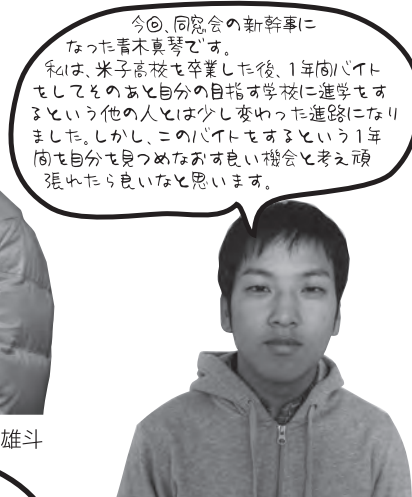 今回、同窓会の新幹事に
なった青木真琴です。
私は、米子高校を卒業した後、1年間バイト
をしてそのあと自分の目指す学校に進学をす
るという他の人とは少し変わった進路になり
ました。しかし、このバイトをするという1年
間を自分を見つめなおす良い機会と考え頑
張れたら良いなと思います。
雄斗